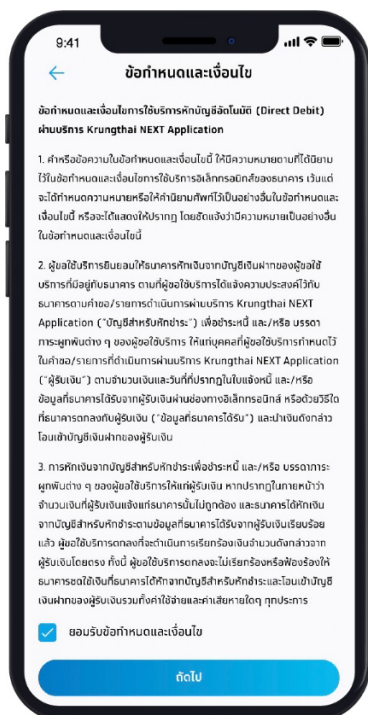 9:41
ข้อกำหนดและเงื่อนไข
ข้อกำหนดและเงื่อนไขการใช้บริการหักบัญชีอัตโนมัติ (Direct Debit)
ผ่านบริการ Krungthai NEXT Application
1. คำหรือข้อความในข้อกำหนดและเงื่อนไขนี้ ให้มีความหมายตามที่ได้นิยาม
ไว้ในข้อกำหนดและเงื่อนไขการใช้บริการอิเล็กทรอนิกส์ของธนาคาร เว้นแต่
จะได้กำหนดความหมายหรือให้คำนิยามศัพท์ไว้เป็นอย่างอื่นในข้อกำหนดและ
เงื่อนไขนี้ หรือจะได้แสดงให้ปรากฏ โดยชัดแจ้งว่ามีความหมายเป็นอย่างอื่น
ในข้อกำหนดและเงื่อนไขนี้
2. ผู้ขอใช้บริการยินยอมให้ธนาคารหักเงินจากบัญชีเงินฝากของผู้ขอใช้
บริการที่มีอยู่กับธนาคาร ตามที่ผู้ขอใช้บริการได้แจ้งความประสงค์ไว้กับ
ธนาคารตามคำขอ/รายการดำเนินการผ่านบริการ Krungthai NEXT
Application ("บัญชีสำหรับหักชำระ") เพื่อชำระหนี้ และ/หรือ บรรดา
ภาระผูกพันต่าง ๆ ของผู้ขอใช้บริการ ให้แก่บุคคลที่ผู้ขอใช้บริการกำหนดไว้
ในคำขอ/รายการที่ดำเนินการผ่านบริการ Krungthai NEXT Application
("ผู้รับเงิน") ตามจำนวนเงินและวันที่ที่ปรากฏในใบแจ้งหนี้ และ/หรือ
ข้อมูลที่ธนาคารได้รับจากผู้รับเงินผ่านช่องทางอิเล็กทรอนิกส์ หรือด้วยวิธีใด
ที่ธนาคารตกลงกับผู้รับเงิน ("ข้อมูลที่ธนาคารได้รับ") และนำเงินดังกล่าว
โอนเข้าบัญชีเงินฝากของผู้รับเงิน
3. การหักเงินจากบัญชีสำหรับหักชำระเพื่อชำระหนี้ และ/หรือ บรรดาภาระ
ผูกพันต่าง ๆ ของผู้ขอใช้บริการให้แก่ผู้รับเงิน หากปรากฏในภายหน้าว่า
จำนวนเงินที่ผู้รับเงินแจ้งแก่ธนาคารนั้นไม่ถูกต้อง และธนาคารได้หักเงิน
จากบัญชีสำหรับหักชำระตามข้อมูลที่ธนาคารได้รับจากผู้รับเงินเรียบร้อย
แล้ว ผู้ขอใช้บริการตกลงที่จะดำเนินการเรียกร้องเงินจำนวนดังกล่าวจาก
ผู้รับเงินโดยตรง ทั้งนี้ ผู้ขอใช้บริการตกลงจะไม่เรียกร้องหรือฟ้องร้องให้
ธนาคารชดใช้เงินที่ธนาคารได้หักจากบัญชีสำหรับหักชำระและโอนเข้าบัญชี
เงินฝากของผู้รับเงินรวมทั้งค่าใช้จ่ายและค่าเสียหายใดๆ ทุกประการ
ยอมรับข้อกำหนดและเงื่อนไข
ถัดไป